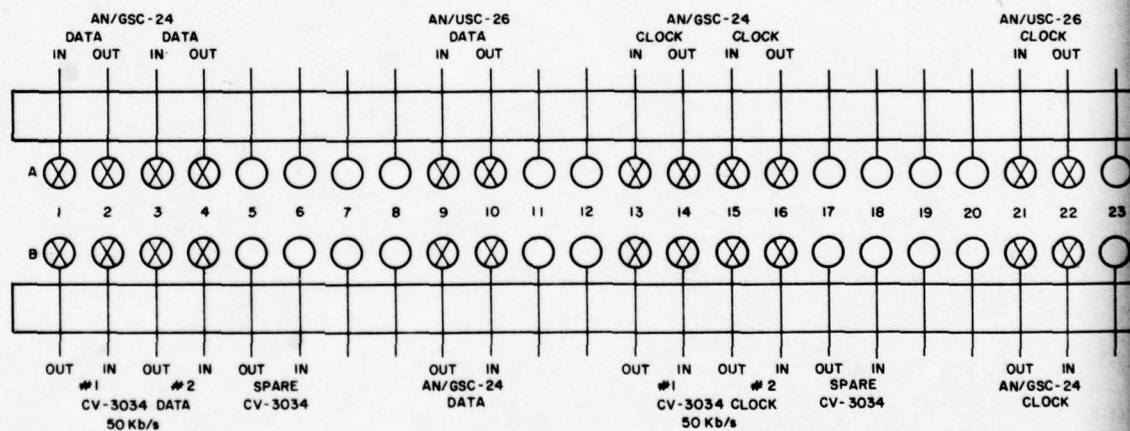 AN/GSC-24 AN/USC-26 AN/GSC-24 AN/USC-26
DATA DATA DATA CLOCK CLOCK CLOCK
IN OUT IN OUT IN OUT IN OUT IN OUT IN OUT
A
1 2 3 4 5 6 7 8 9 10 11 12 13 14 15 16 17 18 19 20 21 22 23
B
OUT IN OUT IN OUT IN OUT IN OUT IN OUT IN OUT IN OUT IN
#1 #2 SPARE AN/GSC-24 #1 #2 SPARE AN/GSC-24
CV-3034 DATA CV-3034 DATA CV-3034 CLOCK CV-3034 CLOCK
50 Kb/s 50 Kb/s